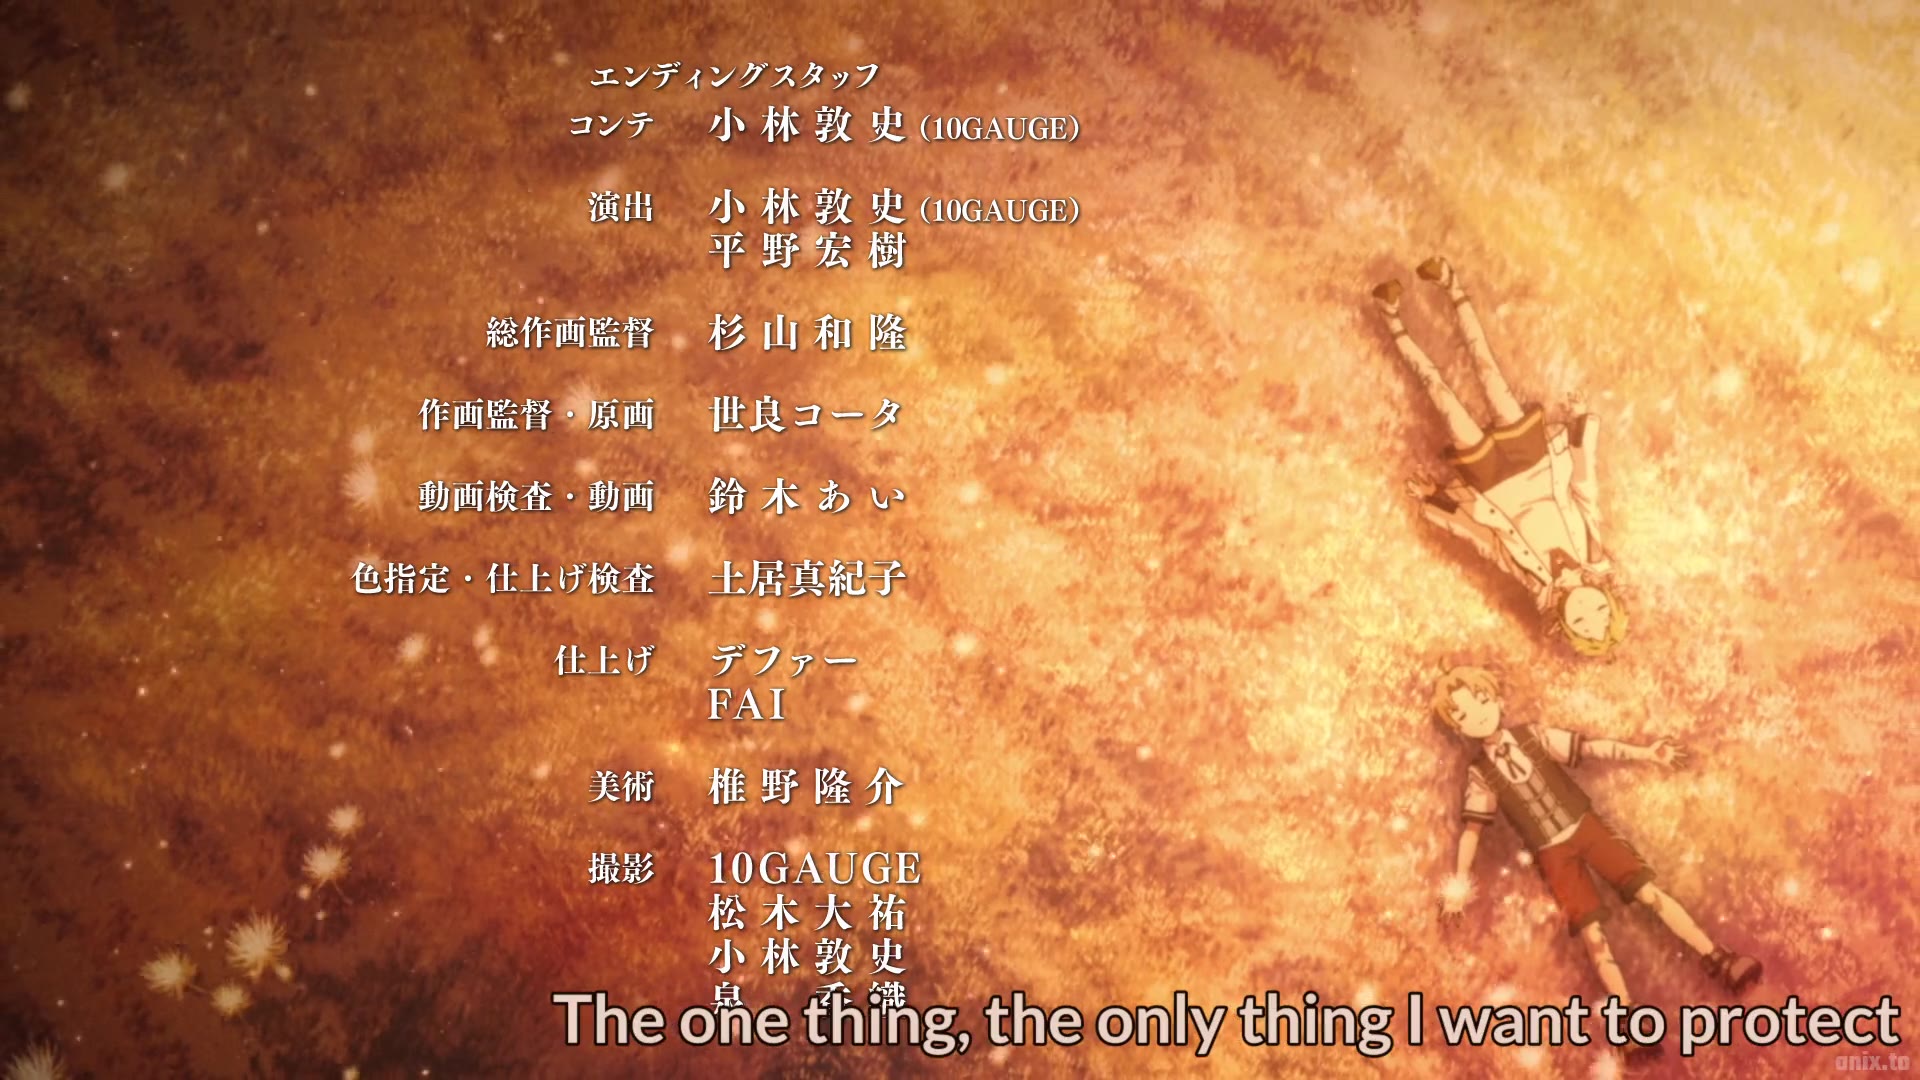 エンディングスタッフ
コンテ 小林敦史(10GAUGE)
演出 小林敦史(10GAUGE)
平野宏樹
総作画監督 杉山和隆
作画監督・原画 世良コータ
動画検査・動画 鈴木あい
色指定・仕上げ検査 土居真紀子
仕上げ デファー
FAI
美術 椎野隆介
撮影 10GAUGE
松木大祐
小林敦史
泉香織
The one thing, the only thing I want to protect
anix.to